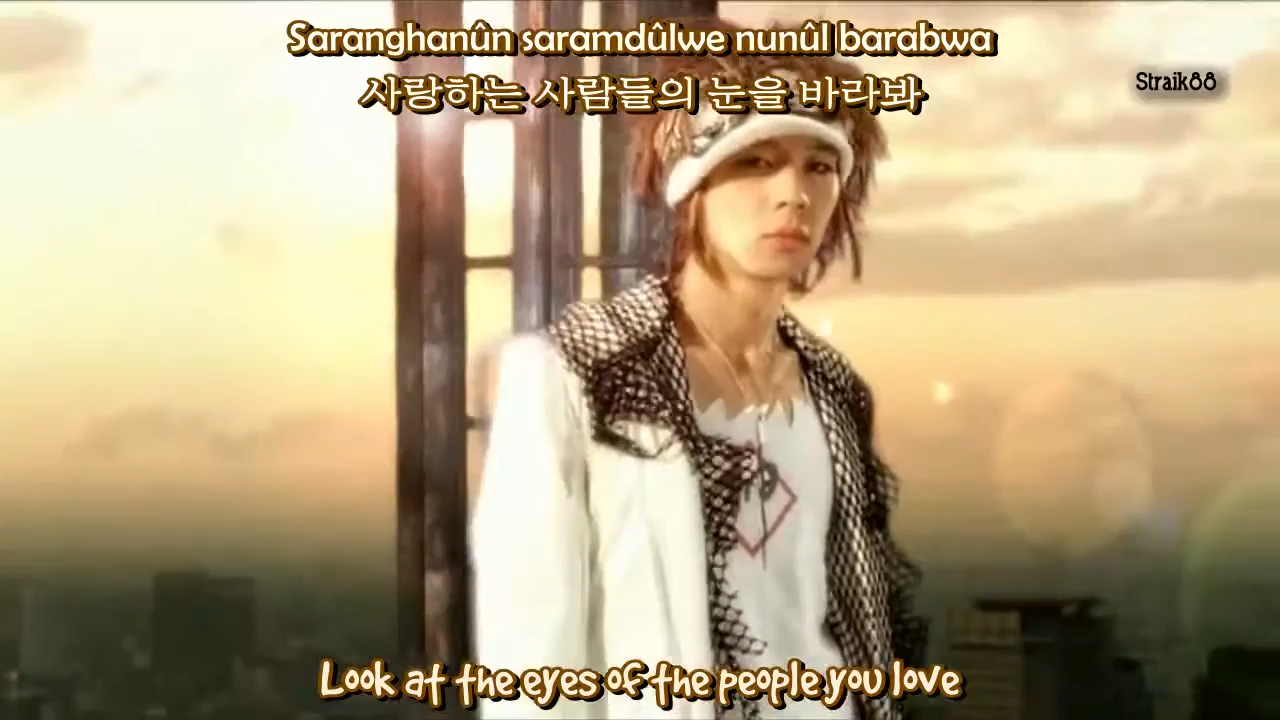 Saranghanûn saramdûlwe nunûl barabwa
사랑하는 사람들의 눈을 바라봐
Straik88
Look at the eyes of the people you love